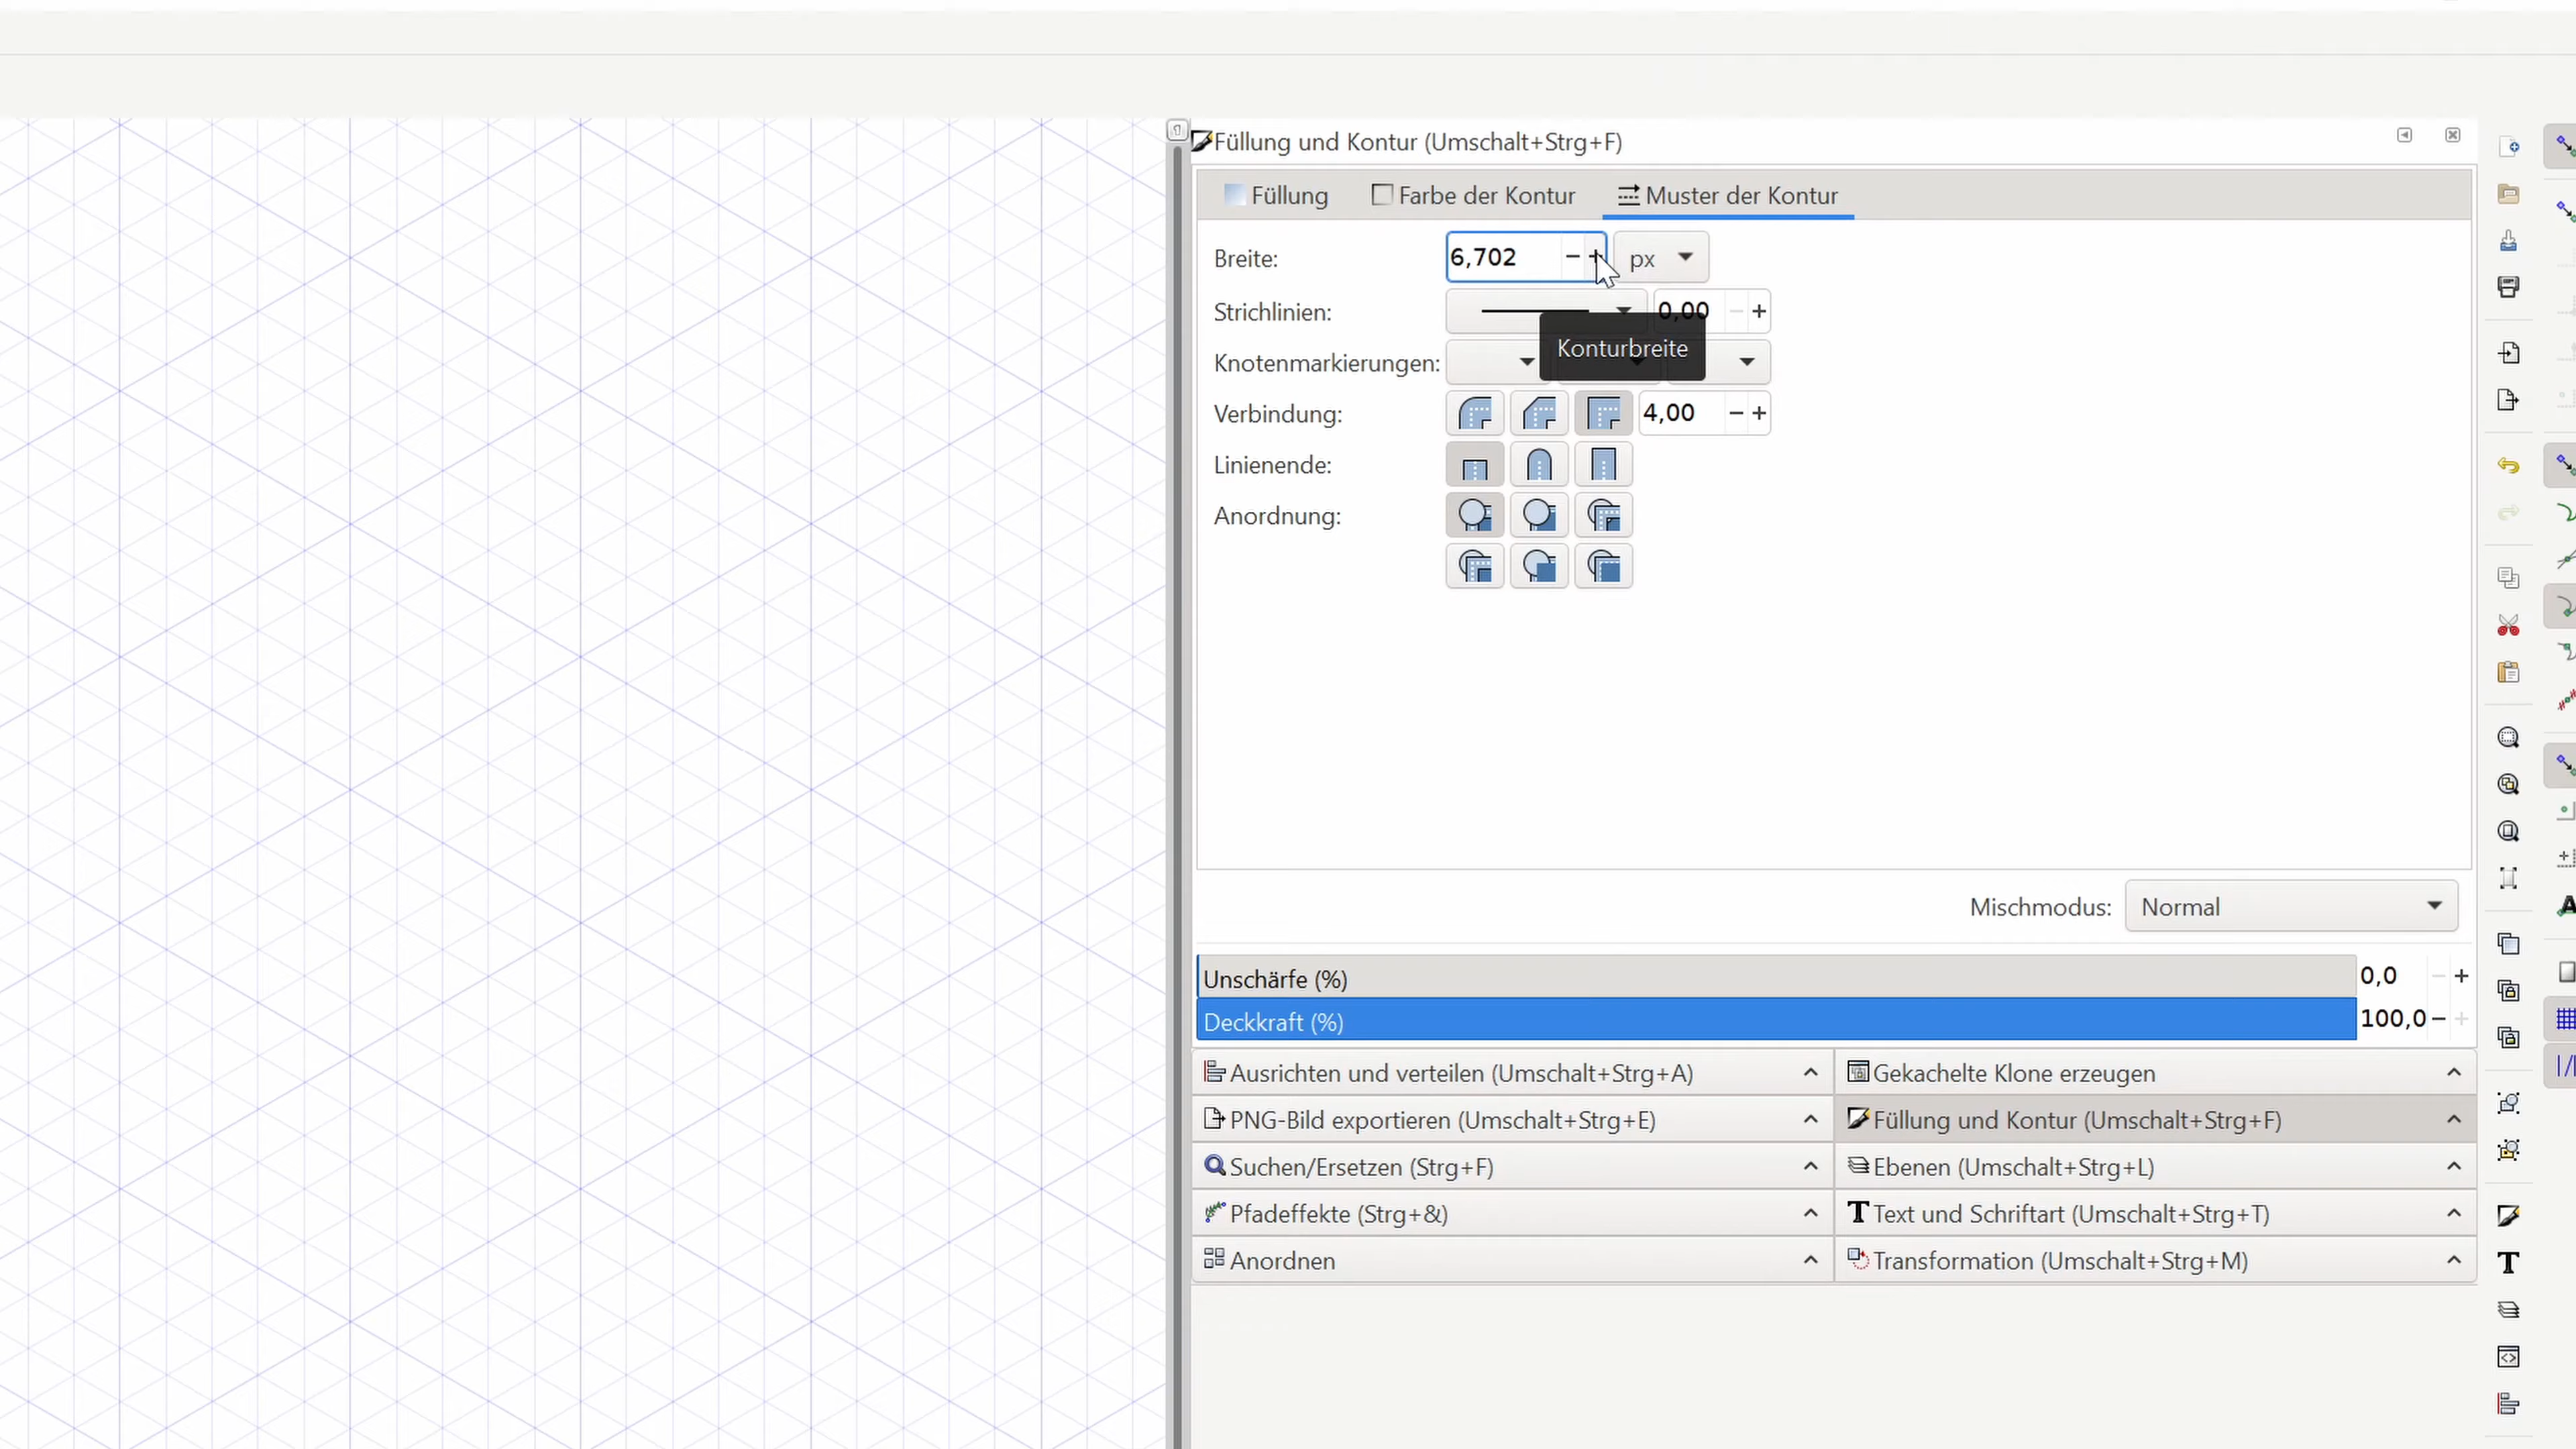 Füllung und Kontur (Umschalt+Strg+F)
Füllung Farbe der Kontur Muster der Kontur
Breite: 6,702 − + px
Strichlinien: 0,00 − +
Konturbreite
Knotenmarkierungen:
Verbindung: 4,00 − +
Linienende:
Anordnung:
Mischmodus: Normal
Unschärfe (%) 0,0 − +
Deckkraft (%) 100,0 − +
Ausrichten und verteilen (Umschalt+Strg+A) Gekachelte Klone erzeugen
PNG-Bild exportieren (Umschalt+Strg+E) Füllung und Kontur (Umschalt+Strg+F)
Suchen/Ersetzen (Strg+F) Ebenen (Umschalt+Strg+L)
Pfadeffekte (Strg+&) Text und Schriftart (Umschalt+Strg+T)
Anordnen Transformation (Umschalt+Strg+M)